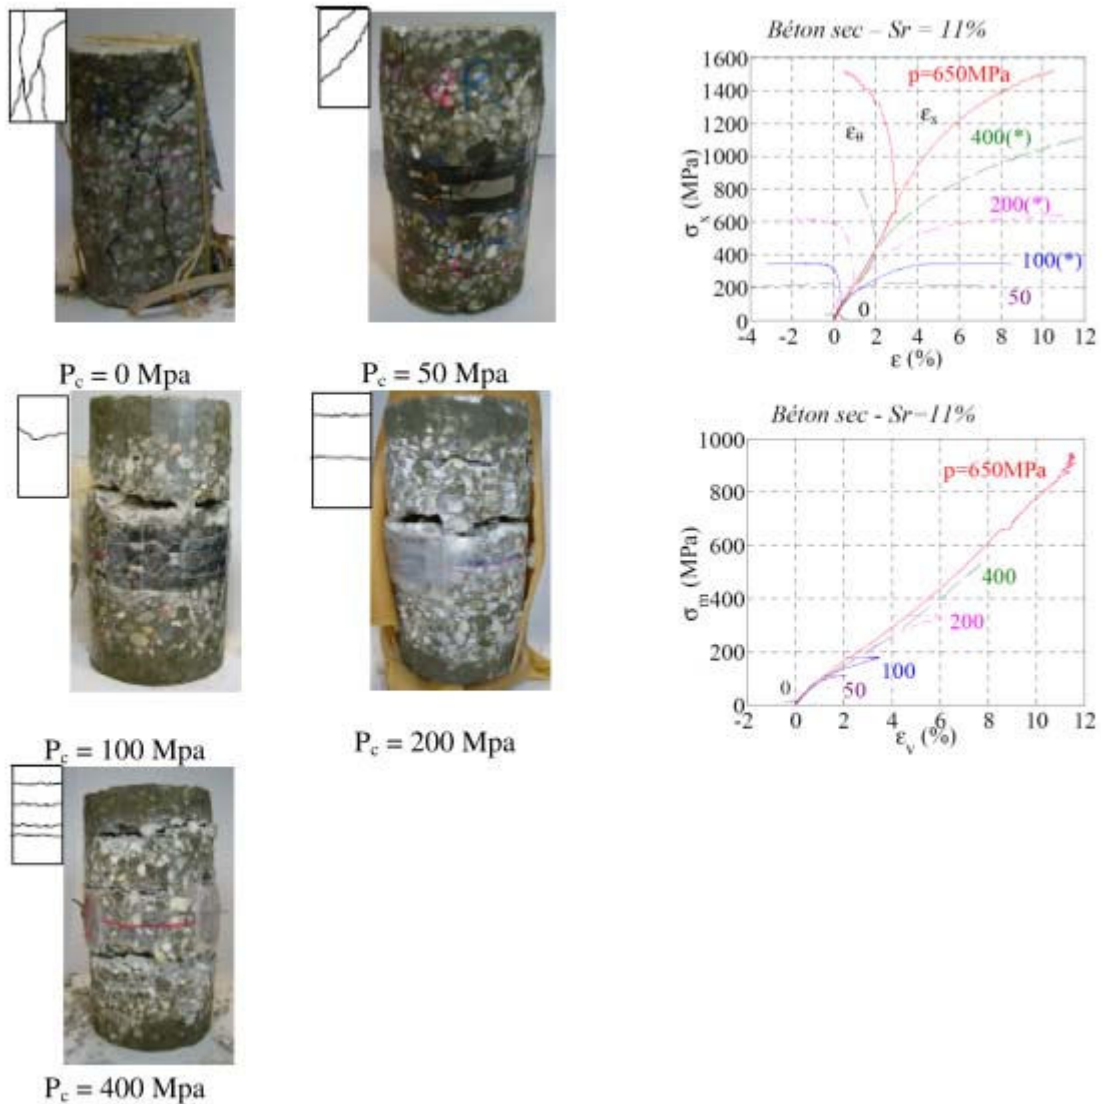 P_c = 0 Mpa
P_c = 50 Mpa
P_c = 100 Mpa
P_c = 200 Mpa
P_c = 400 Mpa
Béton sec – Sr = 11%
1600
1400
1200
1000
800
600
400
200
0
σ_x (MPa)
p=650MPa
ε_θ
ε_x
400(*)
200(*)
100(*)
50
0
-4 -2 0 2 4 6 8 10 12
ε (%)
Béton sec - Sr=11%
1000
800
600
400
200
0
σ_m (MPa)
p=650MPa
400
200
100
50
0
-2 0 2 4 6 8 10 12
ε_v (%)